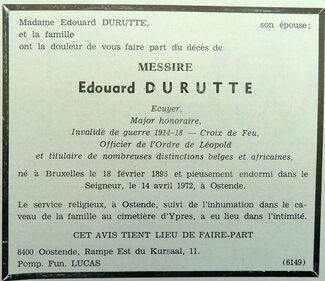 Madame Edouard DURUTTE, son épouse;
et la famille
ont la douleur de vous faire part du décès de
MESSIRE
Edouard DURUTTE
Ecuyer,
Major honoraire,
Invalide de guerre 1914-18 — Croix de Feu,
Officier de l'Ordre de Léopold
et titulaire de nombreuses distinctions belges et africaines,
né à Bruxelles le 18 février 1895 et pieusement endormi dans le
Seigneur, le 14 avril 1972, à Ostende.
Le service religieux, à Ostende, suivi de l'inhumation dans le ca-
veau de la famille au cimetière d'Ypres, a eu lieu dans l'intimité.
CET AVIS TIENT LIEU DE FAIRE-PART
8400 Oostende, Rampe Est du Kursaal, 11.
Pomp. Fun. LUCAS (6149)